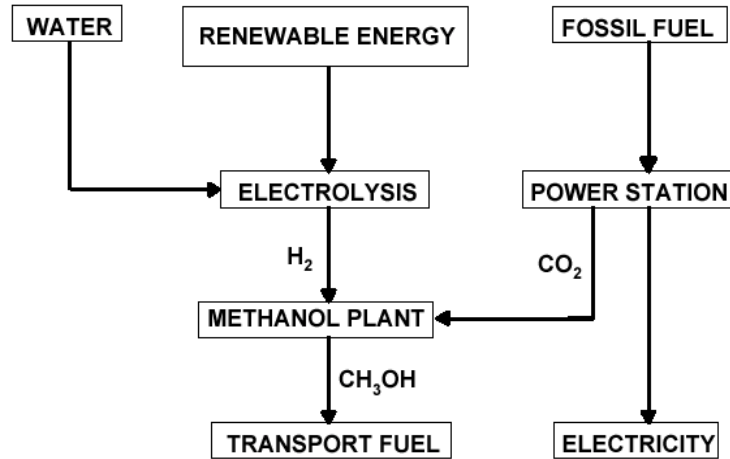 WATER
RENEWABLE ENERGY
FOSSIL FUEL
ELECTROLYSIS
POWER STATION
H₂
CO₂
METHANOL PLANT
CH₃OH
TRANSPORT FUEL
ELECTRICITY